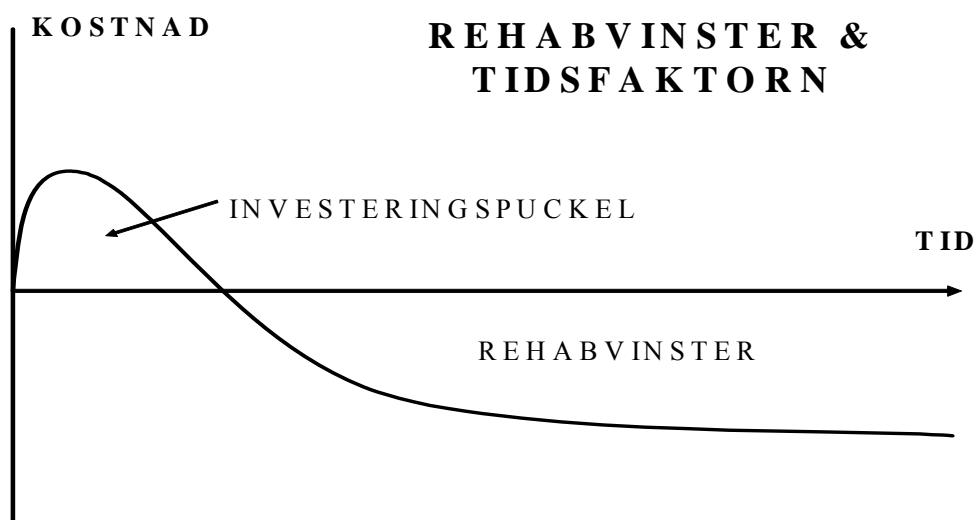 KOSTNAD
REHABVINSTER &
TIDSFAKTORN
INVESTERINGSPUCKEL
TID
REHABVINSTER